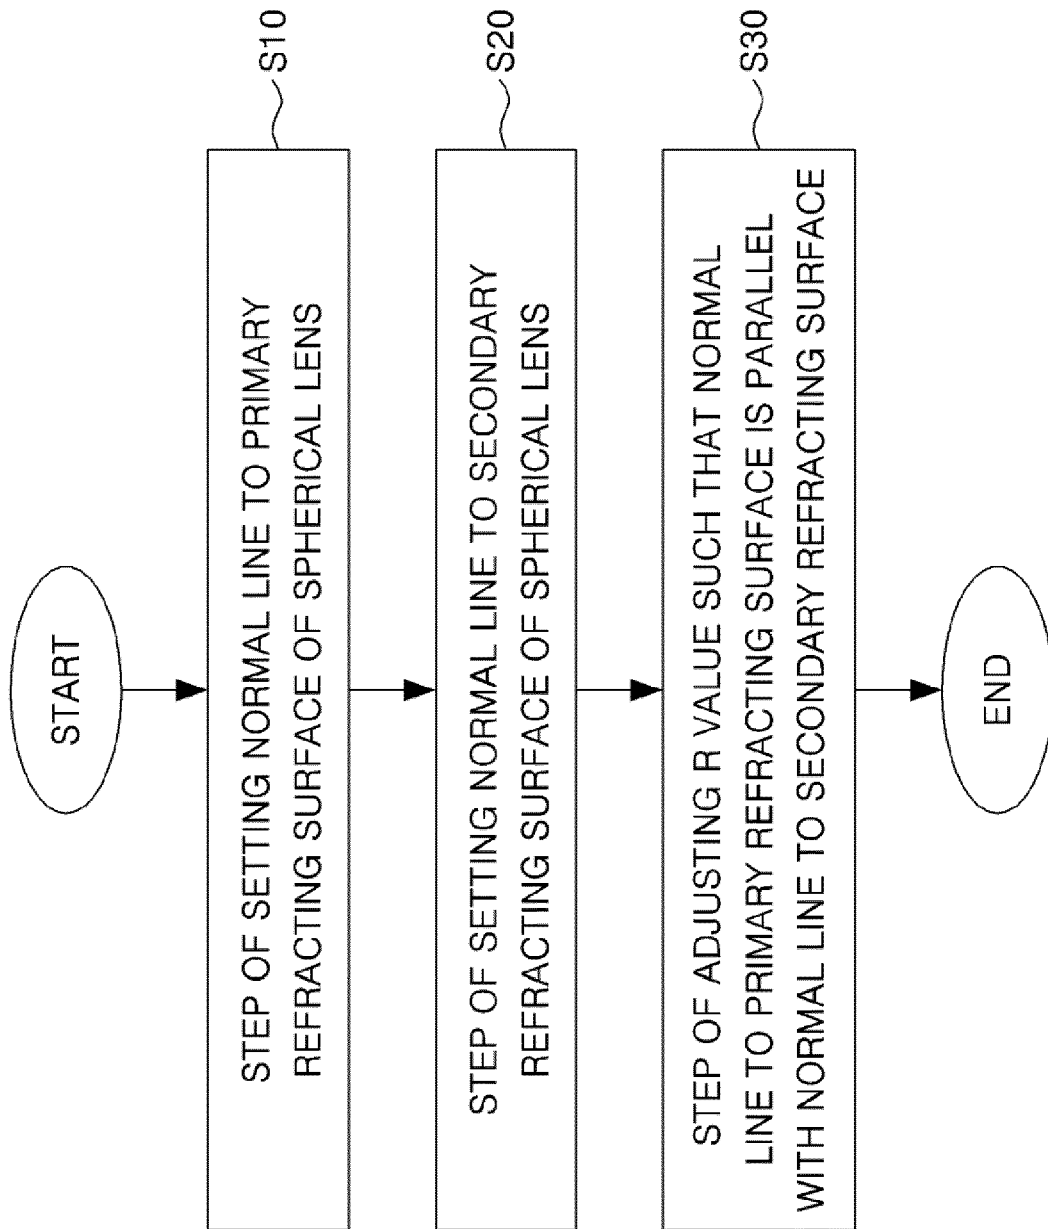 START
STEP OF SETTING NORMAL LINE TO PRIMARY
REFRACTING SURFACE OF SPHERICAL LENS
S10
STEP OF SETTING NORMAL LINE TO SECONDARY
REFRACTING SURFACE OF SPHERICAL LENS
S20
STEP OF ADJUSTING R VALUE SUCH THAT NORMAL
LINE TO PRIMARY REFRACTING SURFACE IS PARALLEL
WITH NORMAL LINE TO SECONDARY REFRACTING SURFACE
S30
END